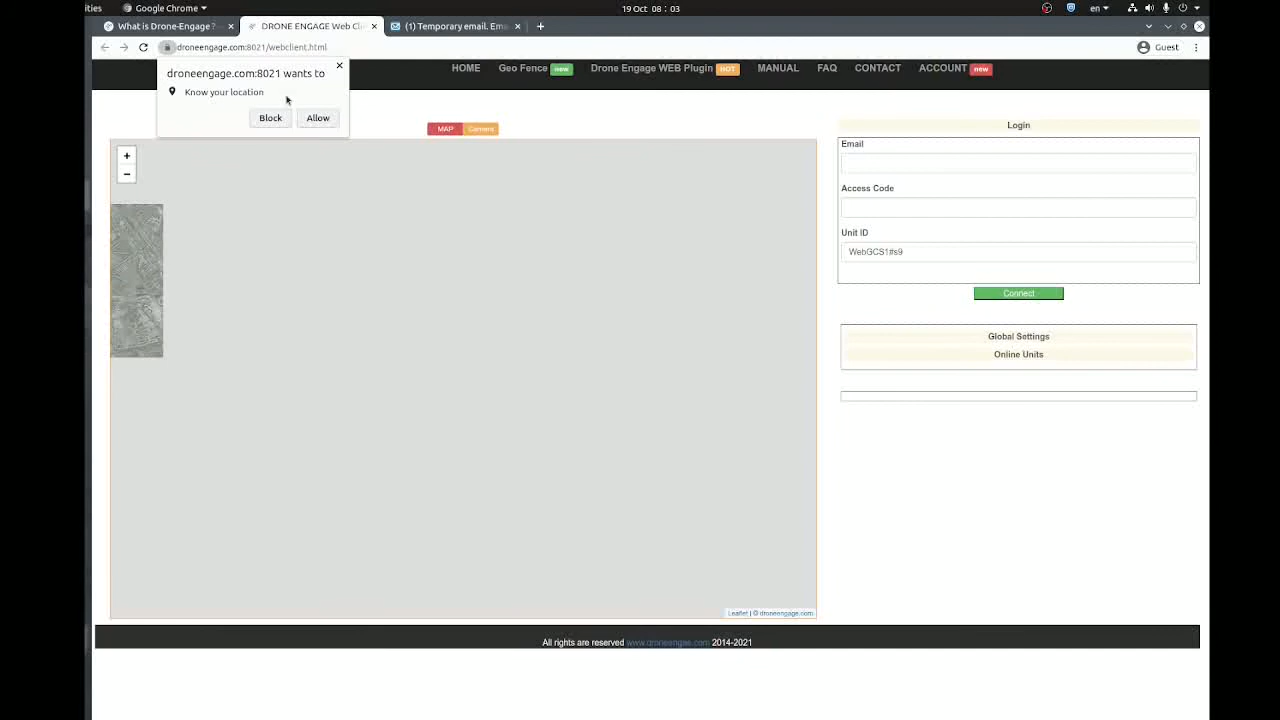 ities Google Chrome 19 Oct 08:03 en
What is Drone-Engage? DRONE ENGAGE Web Cli (1) Temporary email. Ema
droneengage.com:8021/webclient.html Guest
HOME Geo Fence new Drone Engage WEB Plugin HOT MANUAL FAQ CONTACT ACCOUNT new
droneengage.com:8021 wants to
Know your location
Block Allow
MAP Camera
+
−
Login
Email
Access Code
Unit ID
WebGCS1#s9
Connect
Global Settings
Online Units
Leaflet | © droneengage.com
All rights are reserved www.droneengae.com 2014-2021